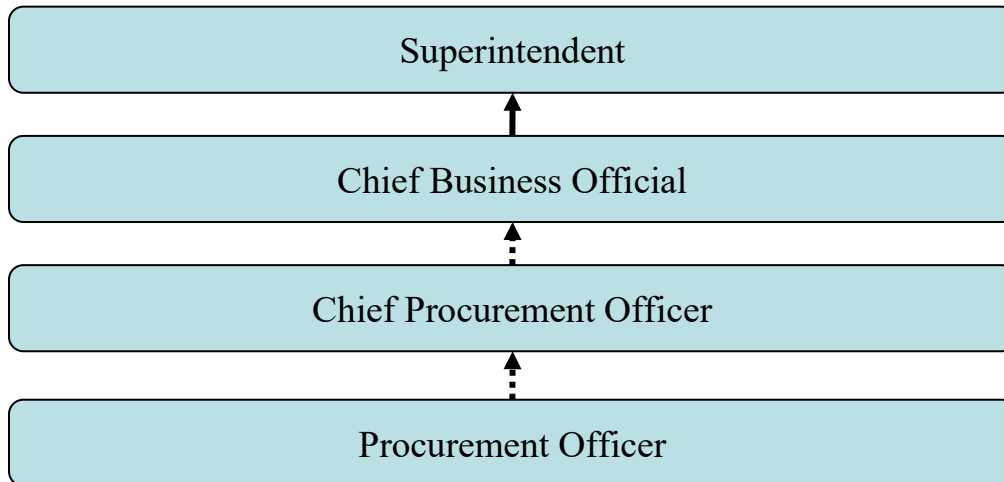 Superintendent
Chief Business Official
Chief Procurement Officer
Procurement Officer